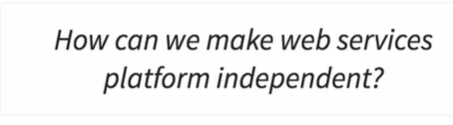 How can we make web services
platform independent?